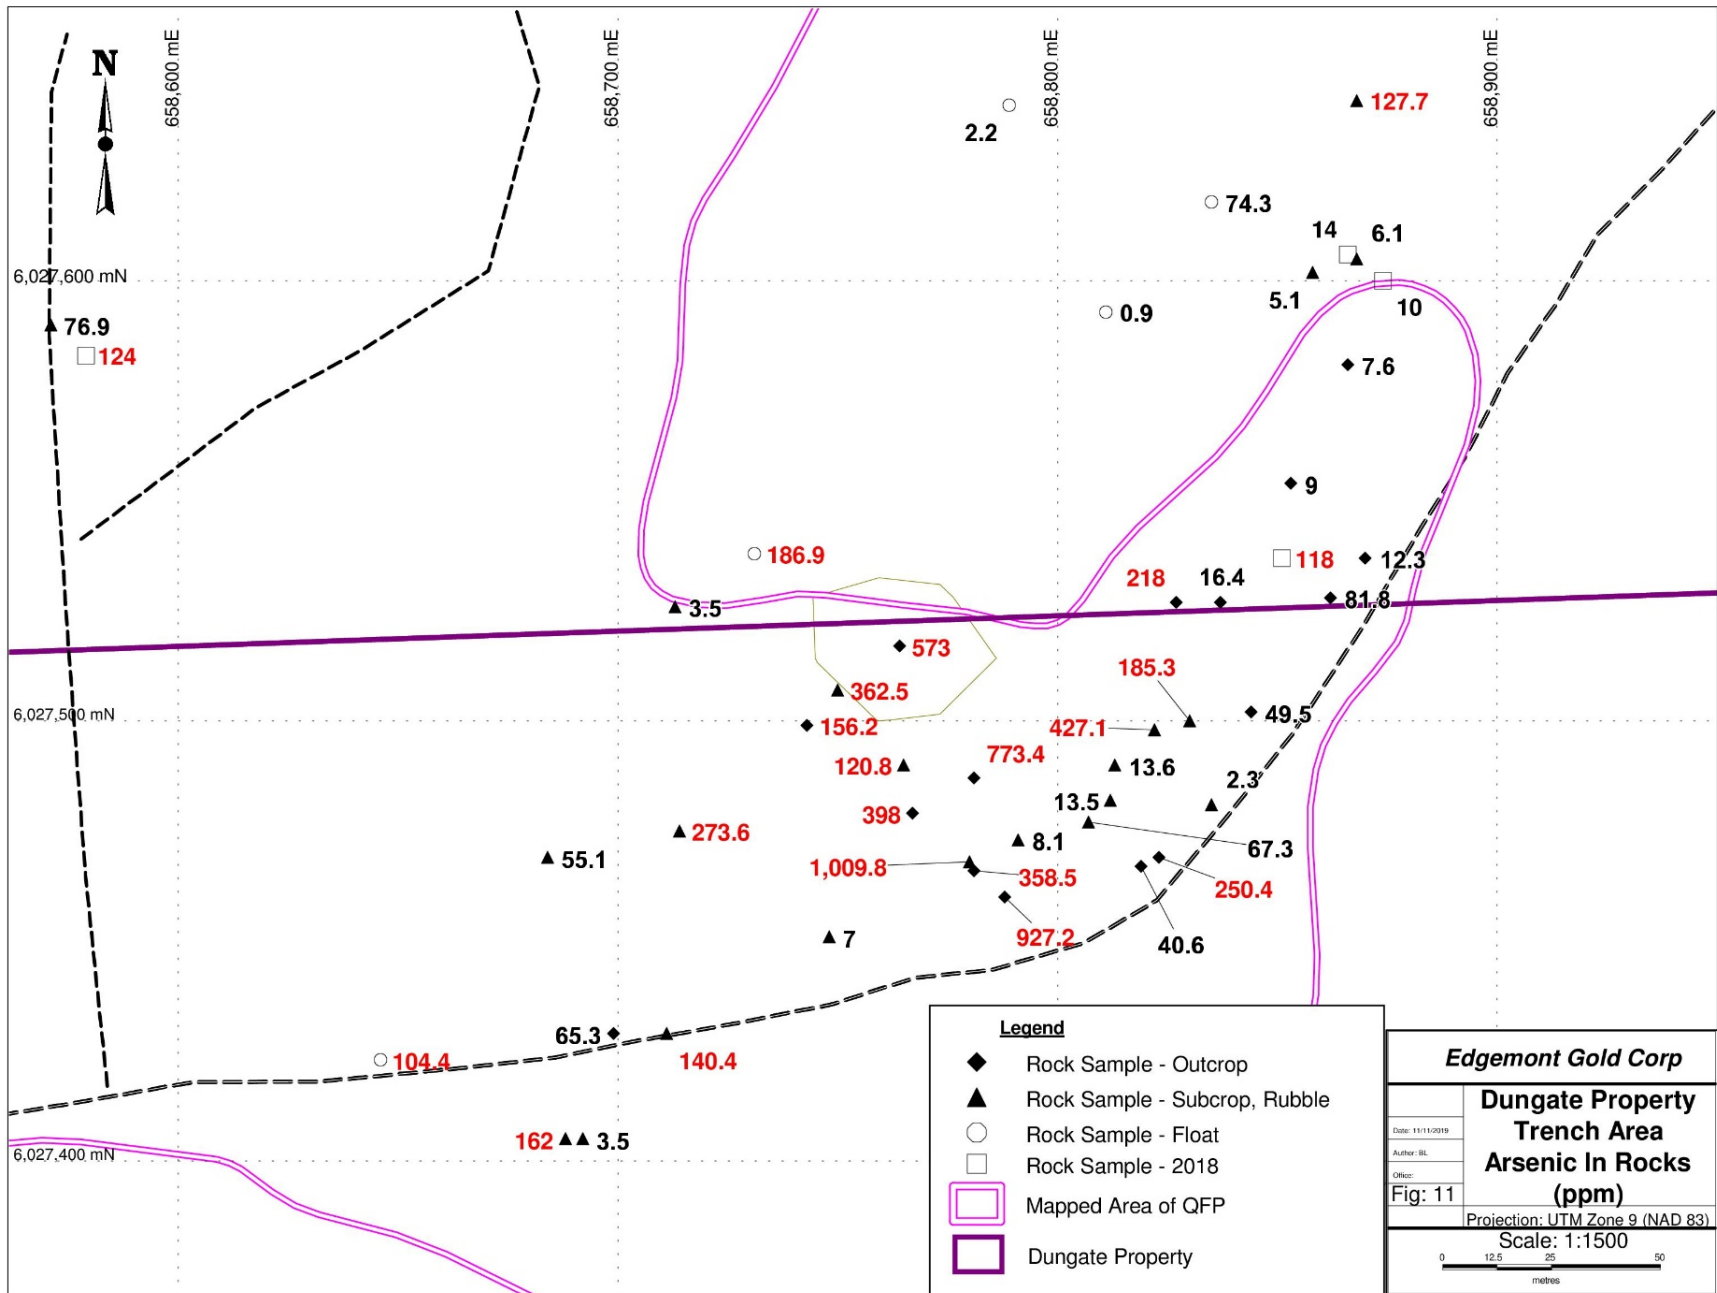 N
658,600 mE
658,700 mE
658,800 mE
658,900 mE
127.7
2.2
74.3
14
6.1
6,027,600 mN
5.1
10
0.9
76.9
124
7.6
9
186.9
118
12.3
218
16.4
3.5
81.8
573
185.3
362.5
6,027,500 mN
156.2
427.1
49.5
773.4
120.8
13.6
2.3
13.5
398
273.6
8.1
67.3
55.1
1,009.8
358.5
250.4
7
927.2
40.6
65.3
104.4
140.4
162
3.5
6,027,400 mN
Legend
Rock Sample - Outcrop
Rock Sample - Subcrop, Rubble
Rock Sample - Float
Rock Sample - 2018
Mapped Area of QFP
Dungate Property
Edgemont Gold Corp
Date: 11/11/2019
Author: BL
Office:
Fig: 11
Dungate Property
Trench Area
Arsenic In Rocks
(ppm)
Projection: UTM Zone 9 (NAD 83)
Scale: 1:1500
0 12.5 25 50
metres